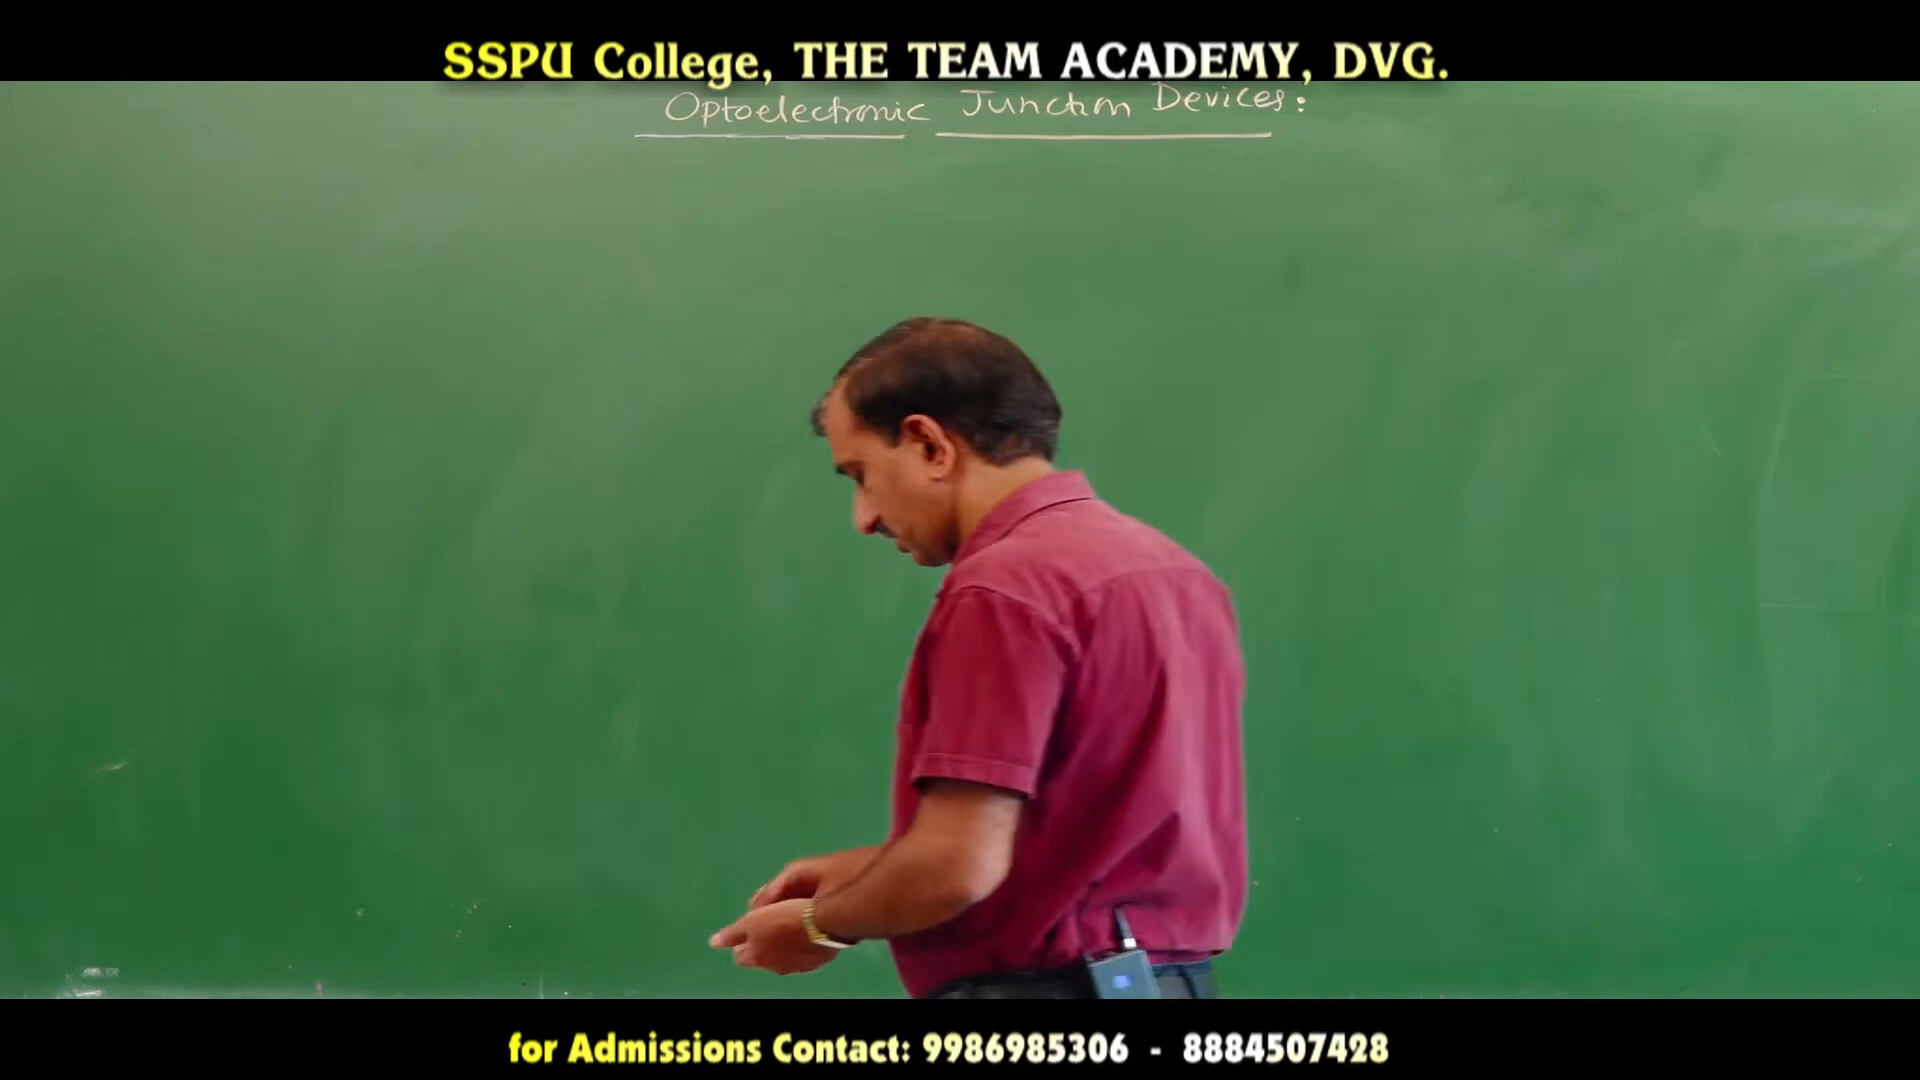 SSPU College, THE TEAM ACADEMY, DVG.
Optoelectronic Junction Devices:
for Admissions Contact: 9986985306 - 8884507428